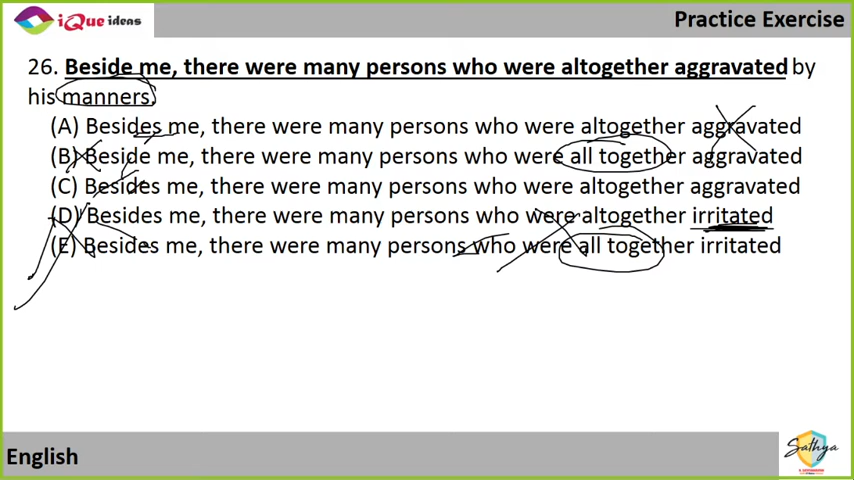 iQue ideas
Practice Exercise
26. Beside me, there were many persons who were altogether aggravated by
his manners.
(A) Besides me, there were many persons who were altogether aggravated
(B) Beside me, there were many persons who were all together aggravated
(C) Besides me, there were many persons who were altogether aggravated
(D) Besides me, there were many persons who were altogether irritated
(E) Besides me, there were many persons who were all together irritated
English
Sathya